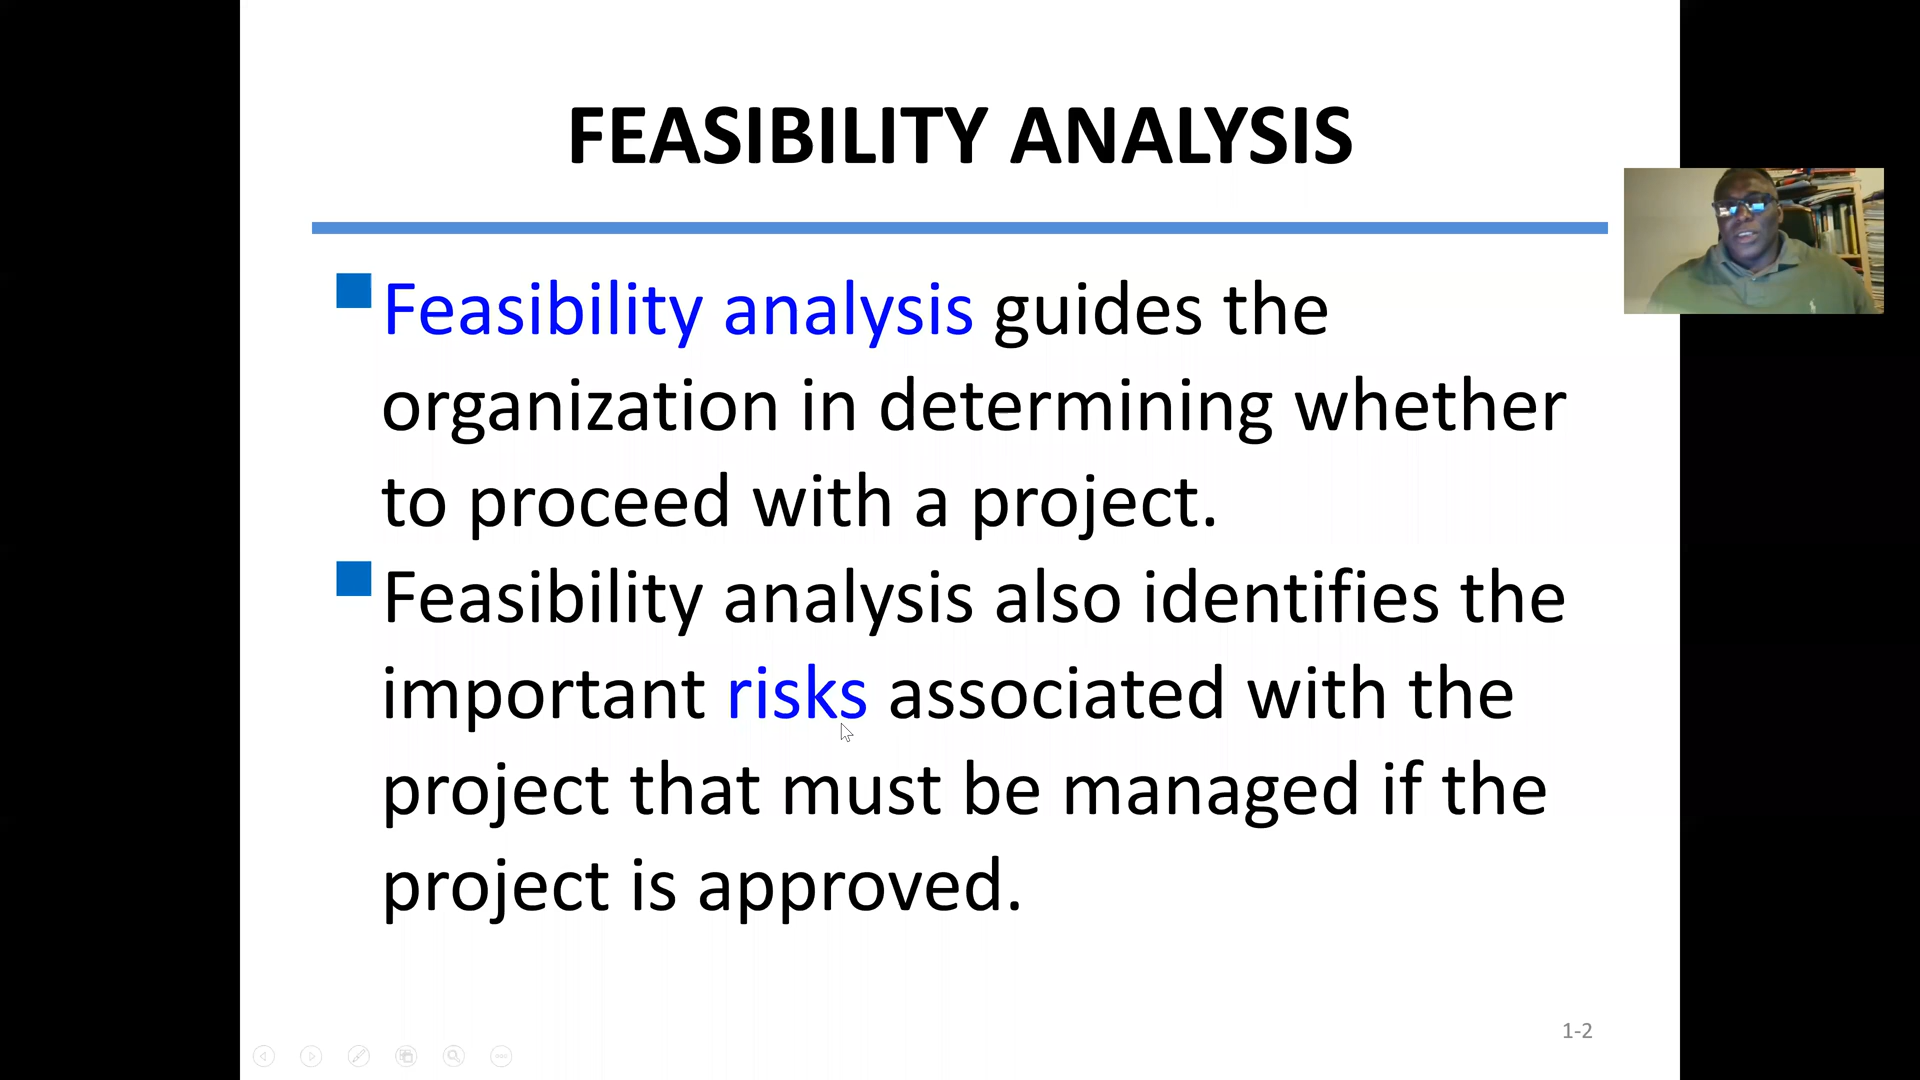 FEASIBILITY ANALYSIS
Feasibility analysis guides the
organization in determining whether
to proceed with a project.
Feasibility analysis also identifies the
important risks associated with the
project that must be managed if the
project is approved.
1-2